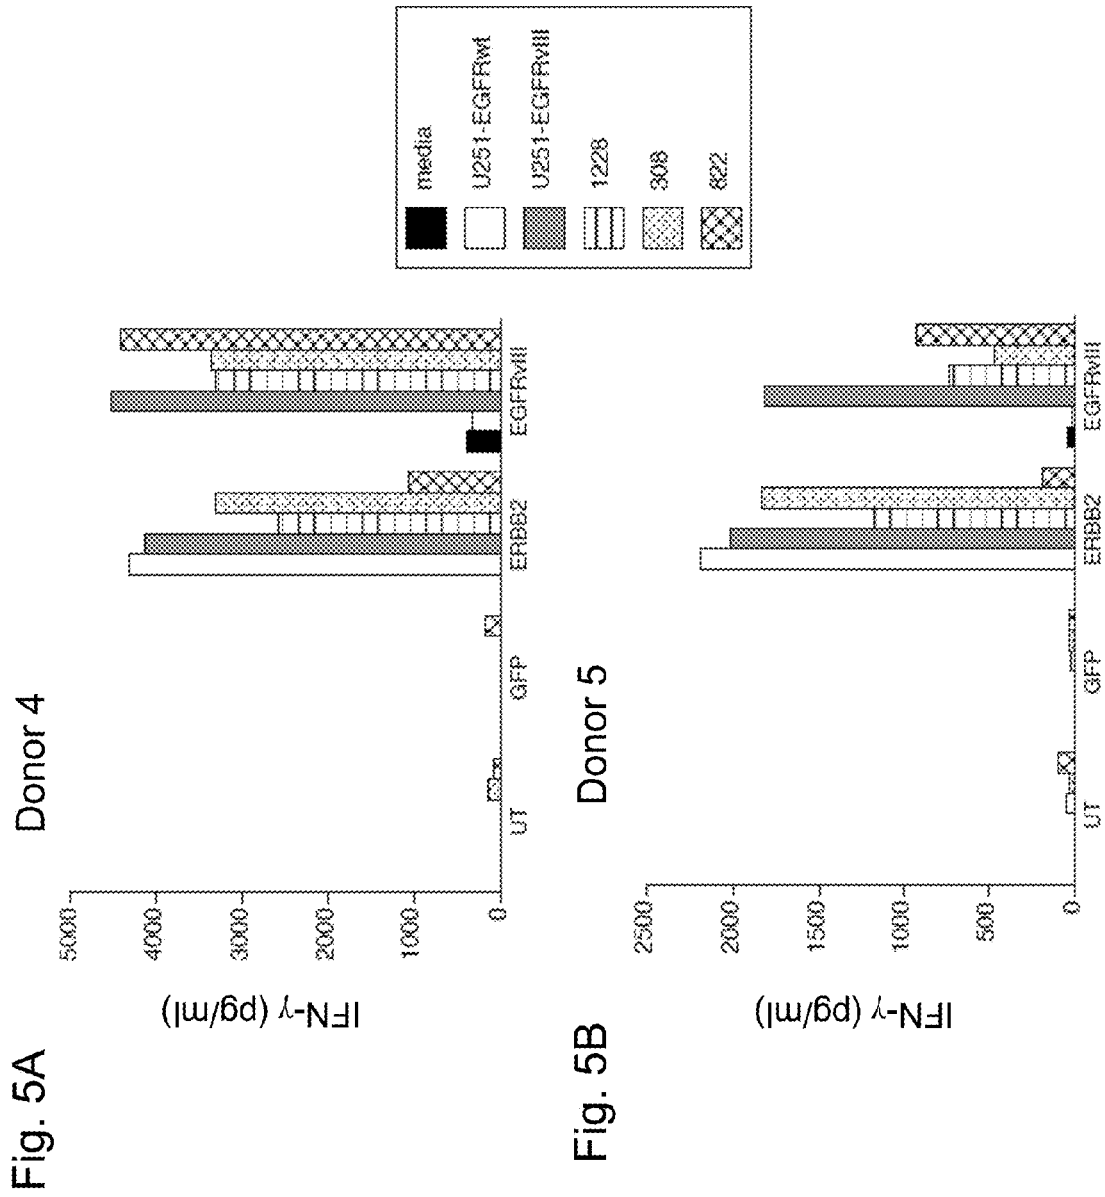 Fig. 5A
Donor 4
IFN-γ (pg/ml)
5000
4000
3000
2000
1000
0
UT
GFP
ERBB2
EGFRvIII
Fig. 5B
Donor 5
IFN-γ (pg/ml)
2500
2000
1500
1000
500
0
UT
GFP
ERBB2
EGFRvIII
media
U251-EGFRwt
U251-EGFRvIII
1228
308
822